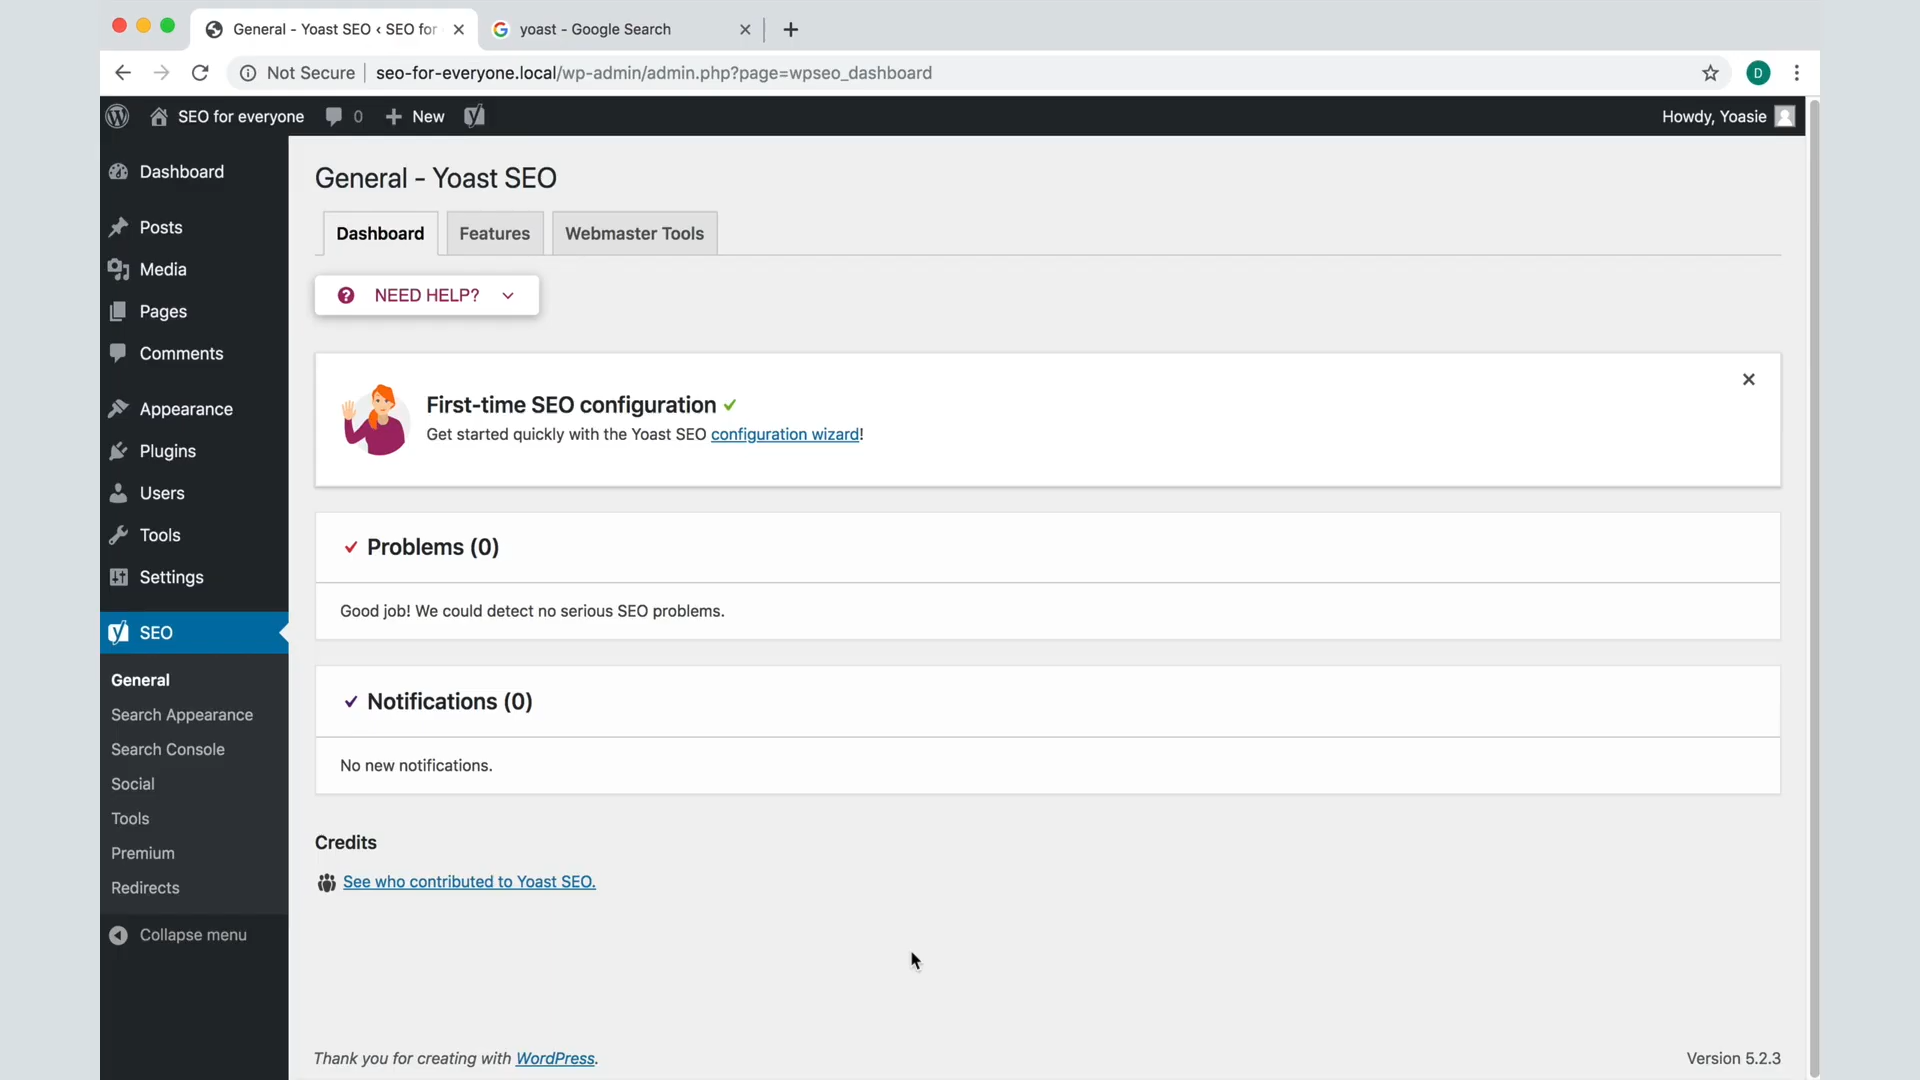 General - Yoast SEO ‹ SEO for
yoast - Google Search
Not Secure
seo-for-everyone.local/wp-admin/admin.php?page=wpseo_dashboard
D
SEO for everyone
0
New
Howdy, Yoasie
Dashboard
Posts
Media
Pages
Comments
Appearance
Plugins
Users
Tools
Settings
SEO
General
Search Appearance
Search Console
Social
Tools
Premium
Redirects
Collapse menu
General - Yoast SEO
Dashboard
Features
Webmaster Tools
NEED HELP?
First-time SEO configuration
Get started quickly with the Yoast SEO configuration wizard!
Problems (0)
Good job! We could detect no serious SEO problems.
Notifications (0)
No new notifications.
Credits
See who contributed to Yoast SEO.
Thank you for creating with WordPress.
Version 5.2.3